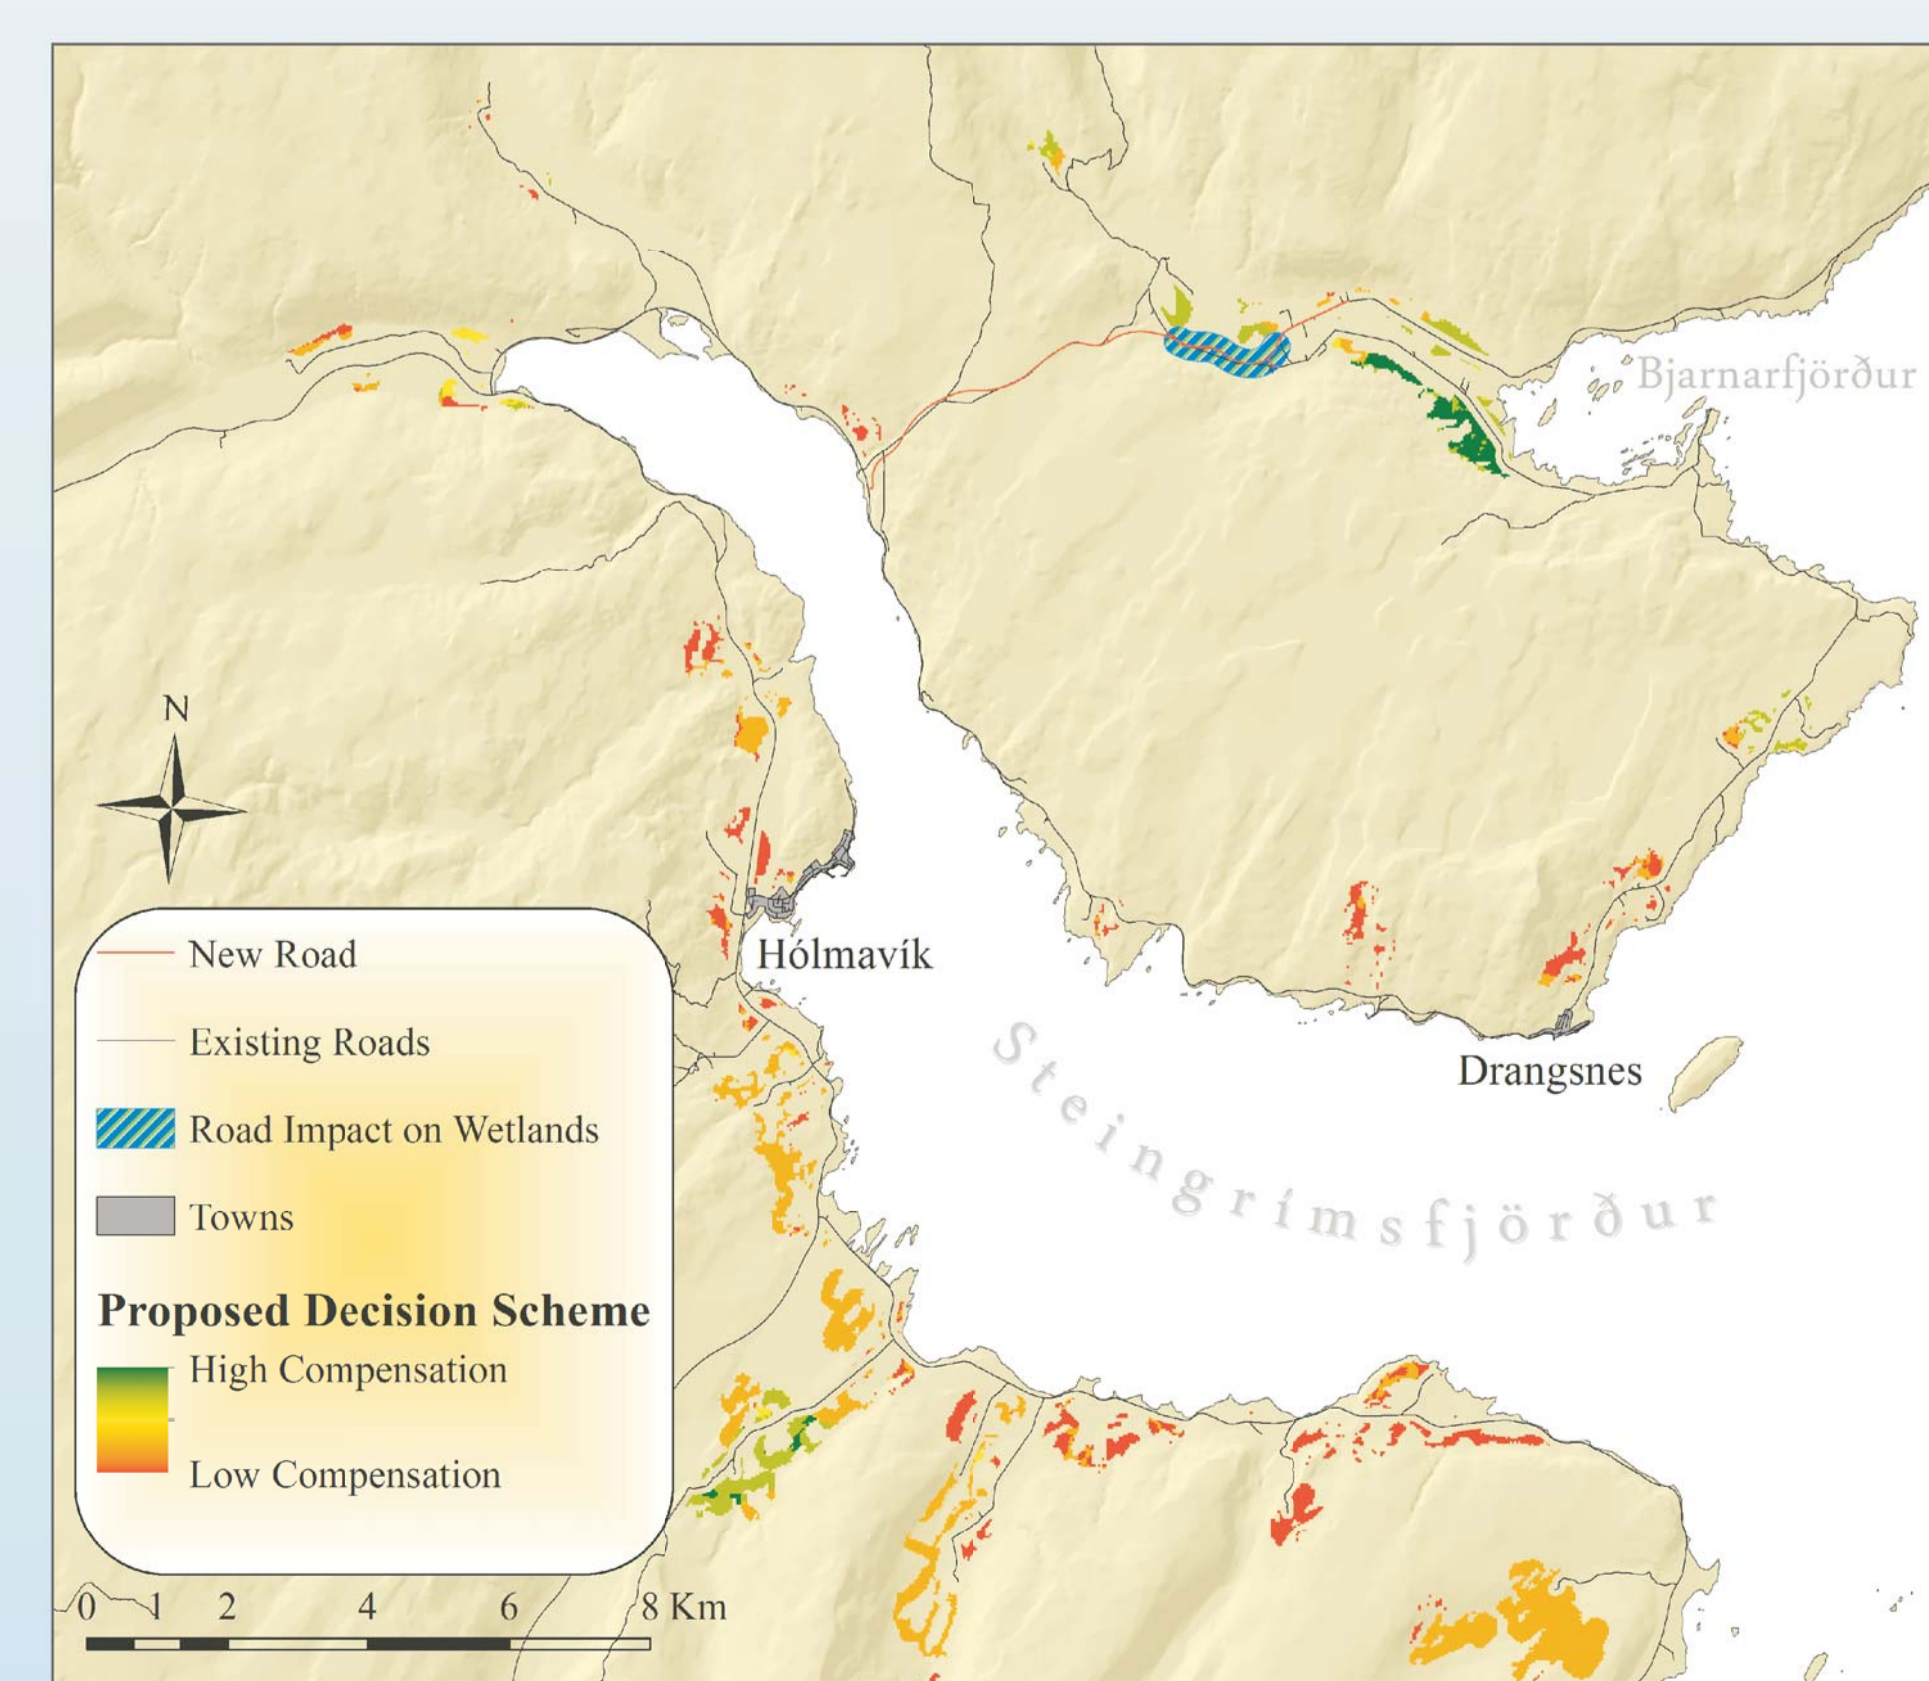 Bjarnarfjörður
N
Hólmavík
Steingrímsfjörður
Drangsnes
New Road
Existing Roads
Road Impact on Wetlands
Towns
Proposed Decision Scheme
High Compensation
Low Compensation
0 1 2 4 6 8 Km